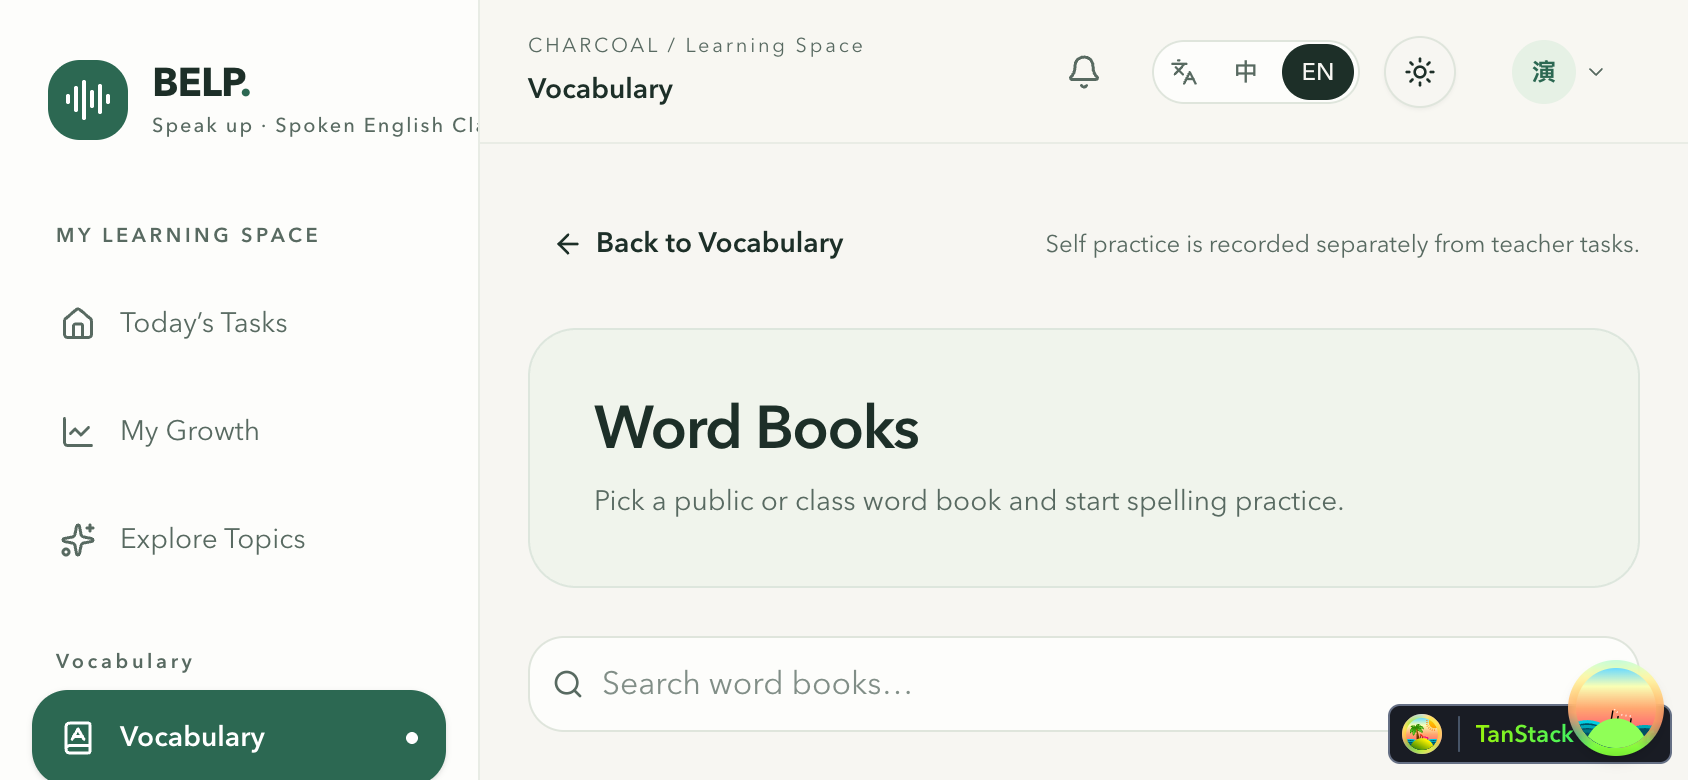 BELP.
Speak up · Spoken English
MY LEARNING SPACE
Today’s Tasks
My Growth
Explore Topics
Vocabulary
Vocabulary
CHARCOAL / Learning Space
Vocabulary
中
EN
演
Back to Vocabulary
Self practice is recorded separately from teacher tasks.
Word Books
Pick a public or class word book and start spelling practice.
Search word books...
TanStack